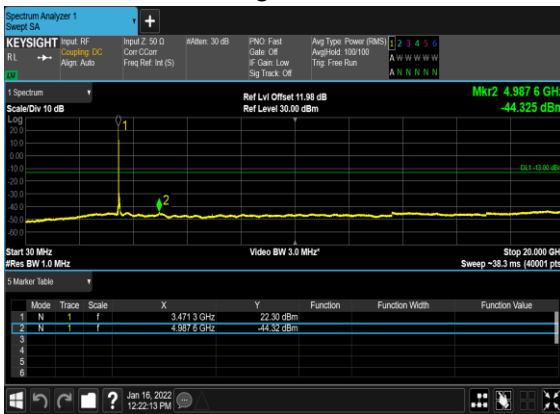 Spectrum Analyzer 1
Swept SA
+
KEYSIGHT Input: RF Input Z: 50 Ω #Atten: 30 dB PNO: Fast Avg Type: Power (RMS) 1 2 3 4 5 6
RL Coupling: DC Corr CCorr Gate: Off Avg|Hold: 100/100 A W W W W W
Align: Auto Freq Ref: Int (S) IF Gain: Low Trig: Free Run
Sig Track: Off A N N N N N
1 Spectrum Ref Lvl Offset 11.98 dB Mkr2 4.987 6 GHz
Scale/Div 10 dB Ref Level 30.00 dBm -44.325 dBm
Log
1
20.0
10.0
0.00
-10.0 DL1 -13.00 dBm
-20.0
-30.0
-40.0 2
-50.0
-60.0
Start 30 MHz Video BW 3.0 MHz* Stop 20.000 GHz
#Res BW 1.0 MHz Sweep ~38.3 ms (40001 pts)
5 Marker Table
Mode Trace Scale X Y Function Function Width Function Value
1 N 1 f 3.471 3 GHz 22.30 dBm
2 N 1 f 4.987 6 GHz -44.32 dBm
3
4
5
6
? Jan 16, 2022
12:22:13 PM